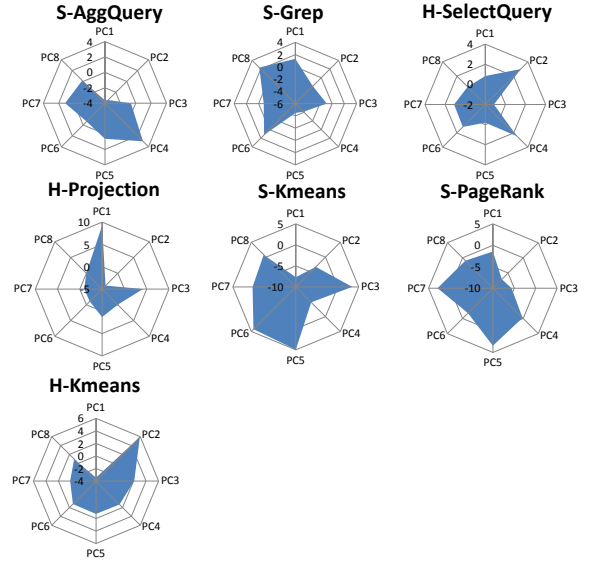 S-AggQuery
PC1
4
2
0
-2
-4
PC2
PC3
PC4
PC5
PC6
PC7
PC8
S-Grep
PC1
4
2
0
-2
-4
-6
PC2
PC3
PC4
PC5
PC6
PC7
PC8
H-SelectQuery
PC1
4
2
0
-2
PC2
PC3
PC4
PC5
PC6
PC7
PC8
H-Projection
PC1
10
5
0
-5
PC2
PC3
PC4
PC5
PC6
PC7
PC8
S-Kmeans
PC1
5
0
-5
-10
PC2
PC3
PC4
PC5
PC6
PC7
PC8
S-PageRank
PC1
5
0
-5
-10
PC2
PC3
PC4
PC5
PC6
PC7
PC8
H-Kmeans
PC1
6
4
2
0
-2
-4
PC2
PC3
PC4
PC5
PC6
PC7
PC8